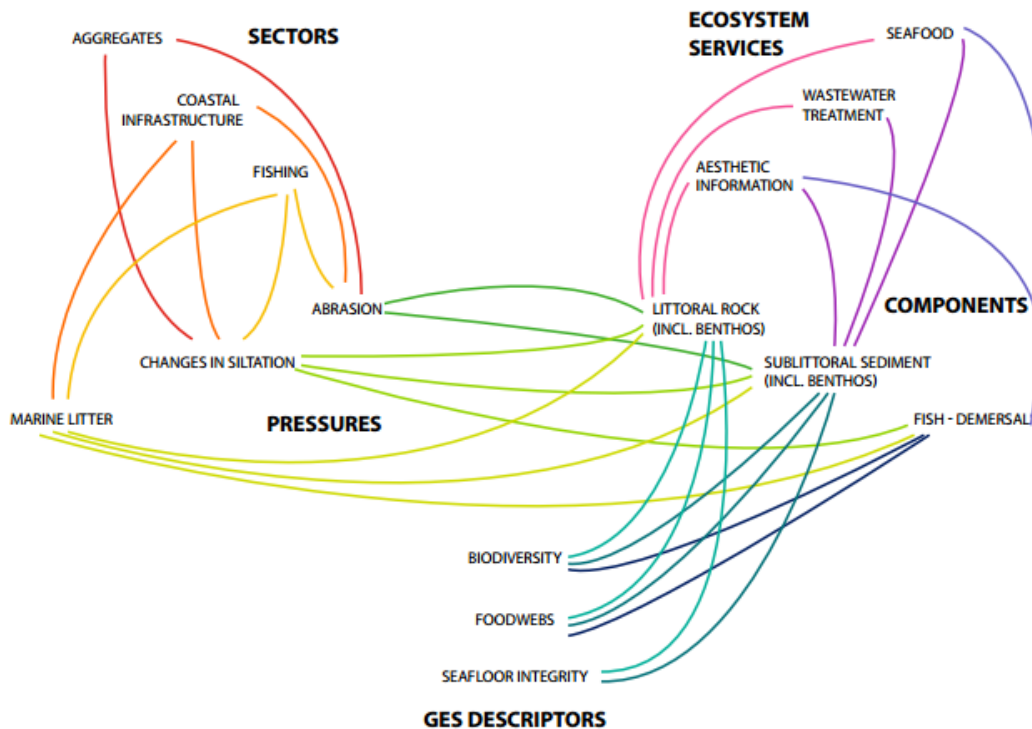 AGGREGATES
SECTORS
COASTAL
INFRASTRUCTURE
FISHING
ABRASION
CHANGES IN SILTATION
MARINE LITTER
PRESSURES
ECOSYSTEM
SERVICES
SEAFOOD
WASTEWATER
TREATMENT
AESTHETIC
INFORMATION
LITTORAL ROCK
(INCL. BENTHOS)
COMPONENTS
SUBLITTORAL SEDIMENT
(INCL. BENTHOS)
FISH - DEMERSAL
BIODIVERSITY
FOODWEBS
SEAFLOOR INTEGRITY
GES DESCRIPTORS